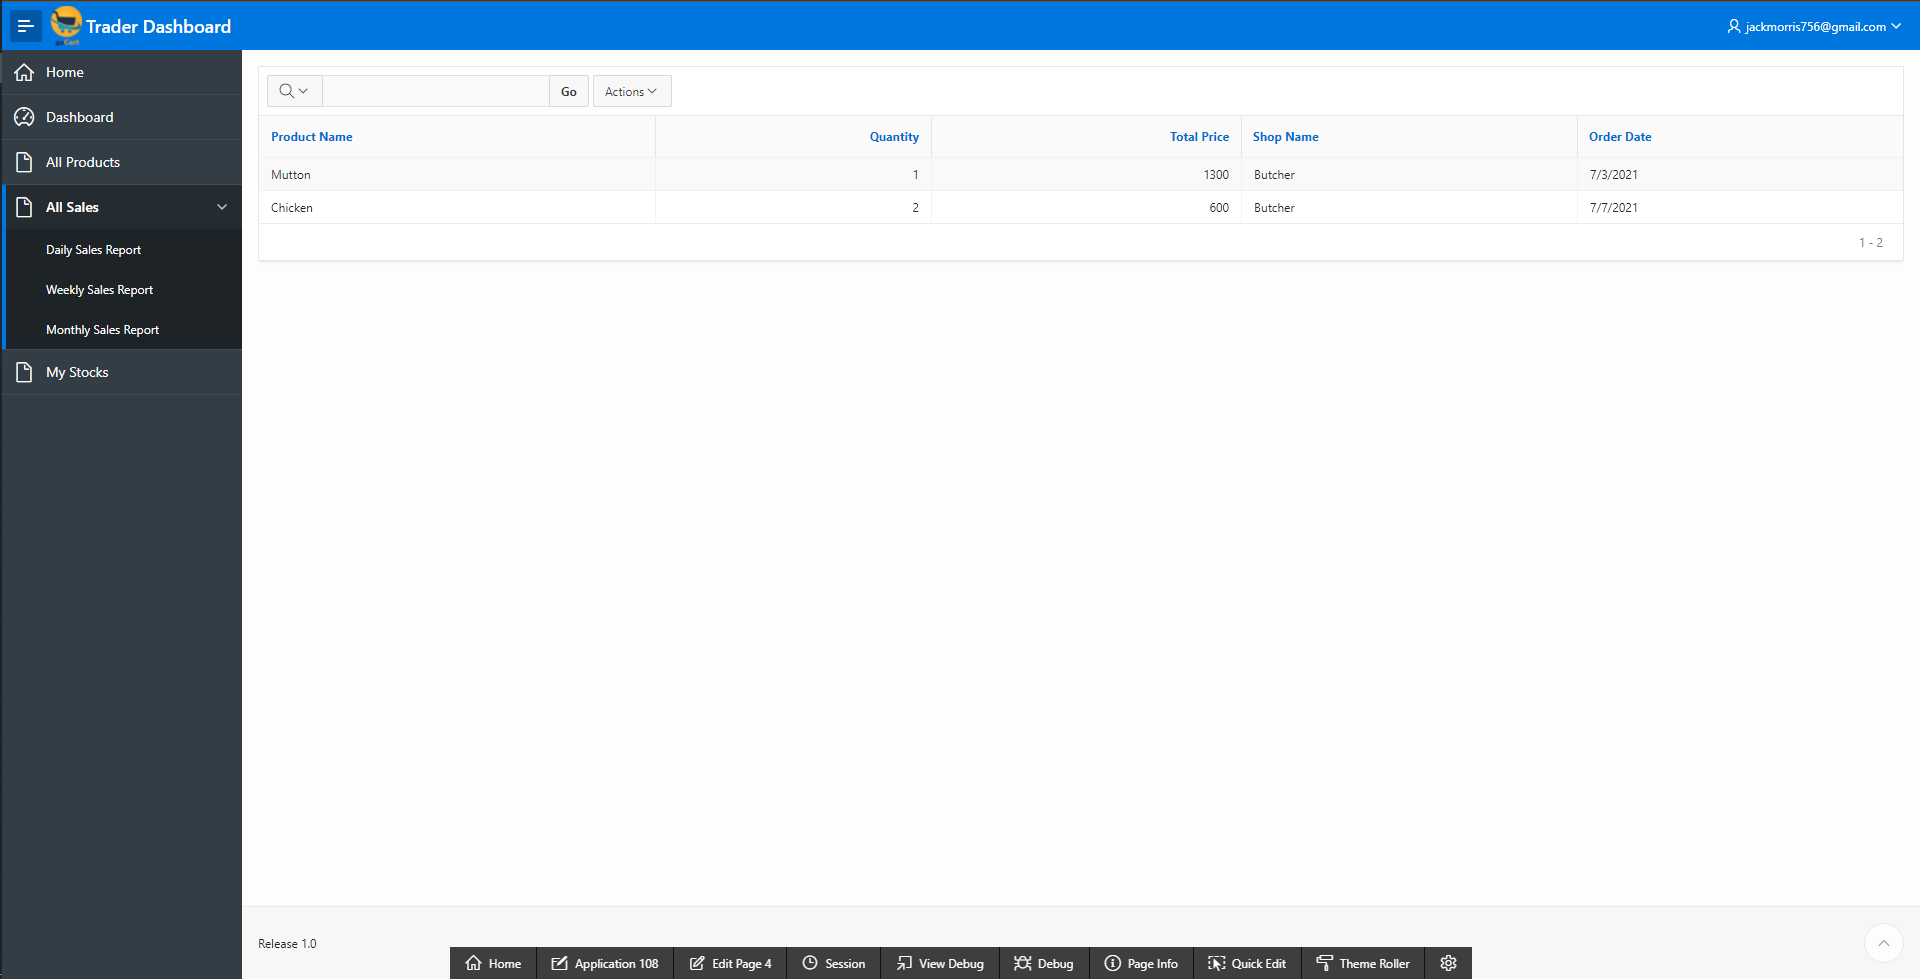 Trader Dashboard
jackmorris756@gmail.com
Home
Dashboard
All Products
All Sales
Daily Sales Report
Weekly Sales Report
Monthly Sales Report
My Stocks
Go Actions
Product Name Quantity Total Price Shop Name Order Date
Mutton 1 1300 Butcher 7/3/2021
Chicken 2 600 Butcher 7/7/2021
1 - 2
Release 1.0
Home Application 108 Edit Page 4 Session View Debug Debug Page Info Quick Edit Theme Roller